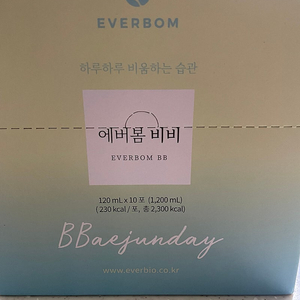 EVERBOM
하루하루 비움하는 습관
에버봄 비비
EVERBOM BB
120 mL x 10 포 (1,200 mL)
( 230 kcal / 포, 총 2,300 kcal)
BBaejunday
www.everbio.co.kr